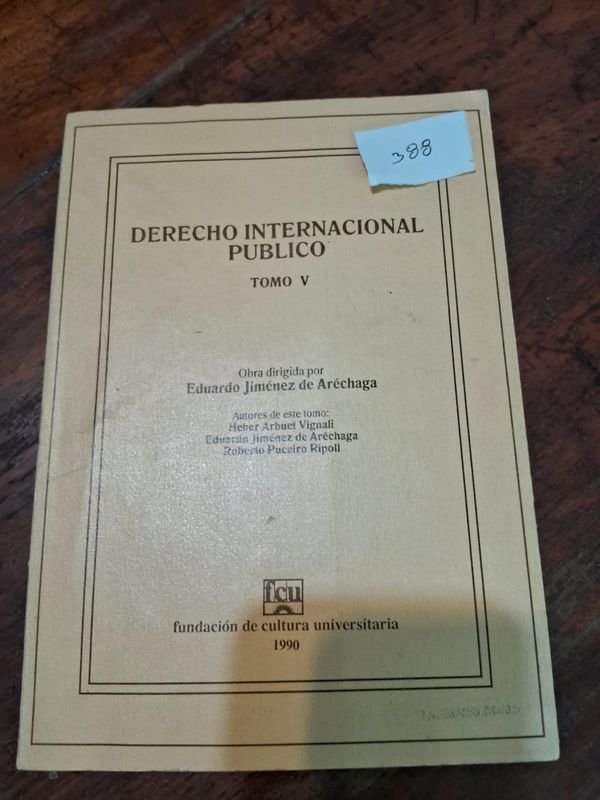 388
DERECHO INTERNACIONAL
PUBLICO
TOMO V
Obra dirigida por
Eduardo Jiménez de Aréchaga
Autores de este tomo:
Heber Arbuet Vignali
Eduardo Jiménez de Aréchaga
Roberto Puceiro Ripoll
fcu
fundación de cultura universitaria
1990